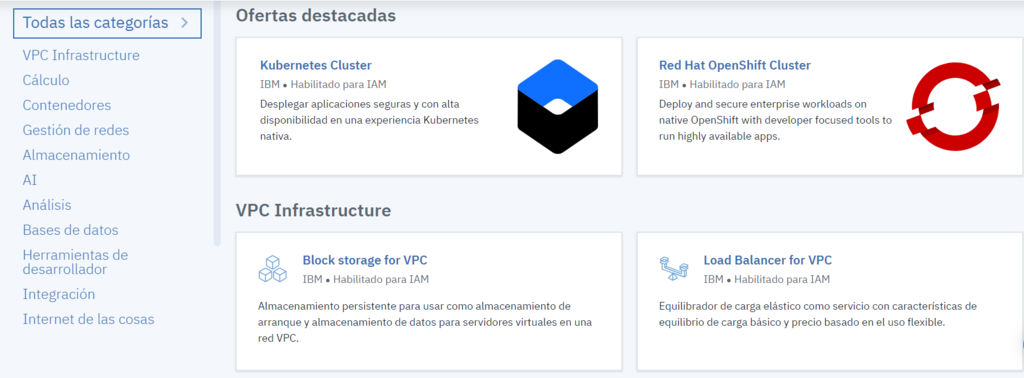 Todas las categorías
VPC Infrastructure
Cálculo
Contenedores
Gestión de redes
Almacenamiento
AI
Análisis
Bases de datos
Herramientas de
desarrollador
Integración
Internet de las cosas
Ofertas destacadas
Kubernetes Cluster
IBM • Habilitado para IAM
Desplegar aplicaciones seguras y con alta
disponibilidad en una experiencia Kubernetes
nativa.
Red Hat OpenShift Cluster
IBM • Habilitado para IAM
Deploy and secure enterprise workloads on
native OpenShift with developer focused tools to
run highly available apps.
VPC Infrastructure
Block storage for VPC
IBM • Habilitado para IAM
Almacenamiento persistente para usar como almacenamiento de
arranque y almacenamiento de datos para servidores virtuales en una
red VPC.
Load Balancer for VPC
IBM • Habilitado para IAM
Equilibrador de carga elástico como servicio con características de
equilibrio de carga básico y precio basado en el uso flexible.